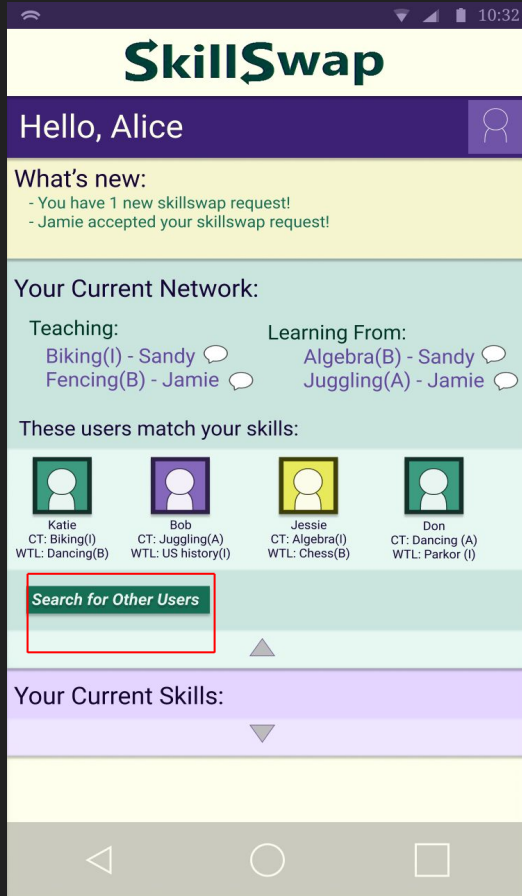 10:32
SkillSwap
Hello, Alice
What's new:
- You have 1 new skillswap request!
- Jamie accepted your skillswap request!
Your Current Network:
Teaching:
Biking(I) - Sandy
Fencing(B) - Jamie
Learning From:
Algebra(B) - Sandy
Juggling(A) - Jamie
These users match your skills:
Katie
CT: Biking(I)
WTL: Dancing(B)
Bob
CT: Juggling(A)
WTL: US history(I)
Jessie
CT: Algebra(I)
WTL: Chess(B)
Don
CT: Dancing (A)
WTL: Parkor (I)
Search for Other Users
Your Current Skills: